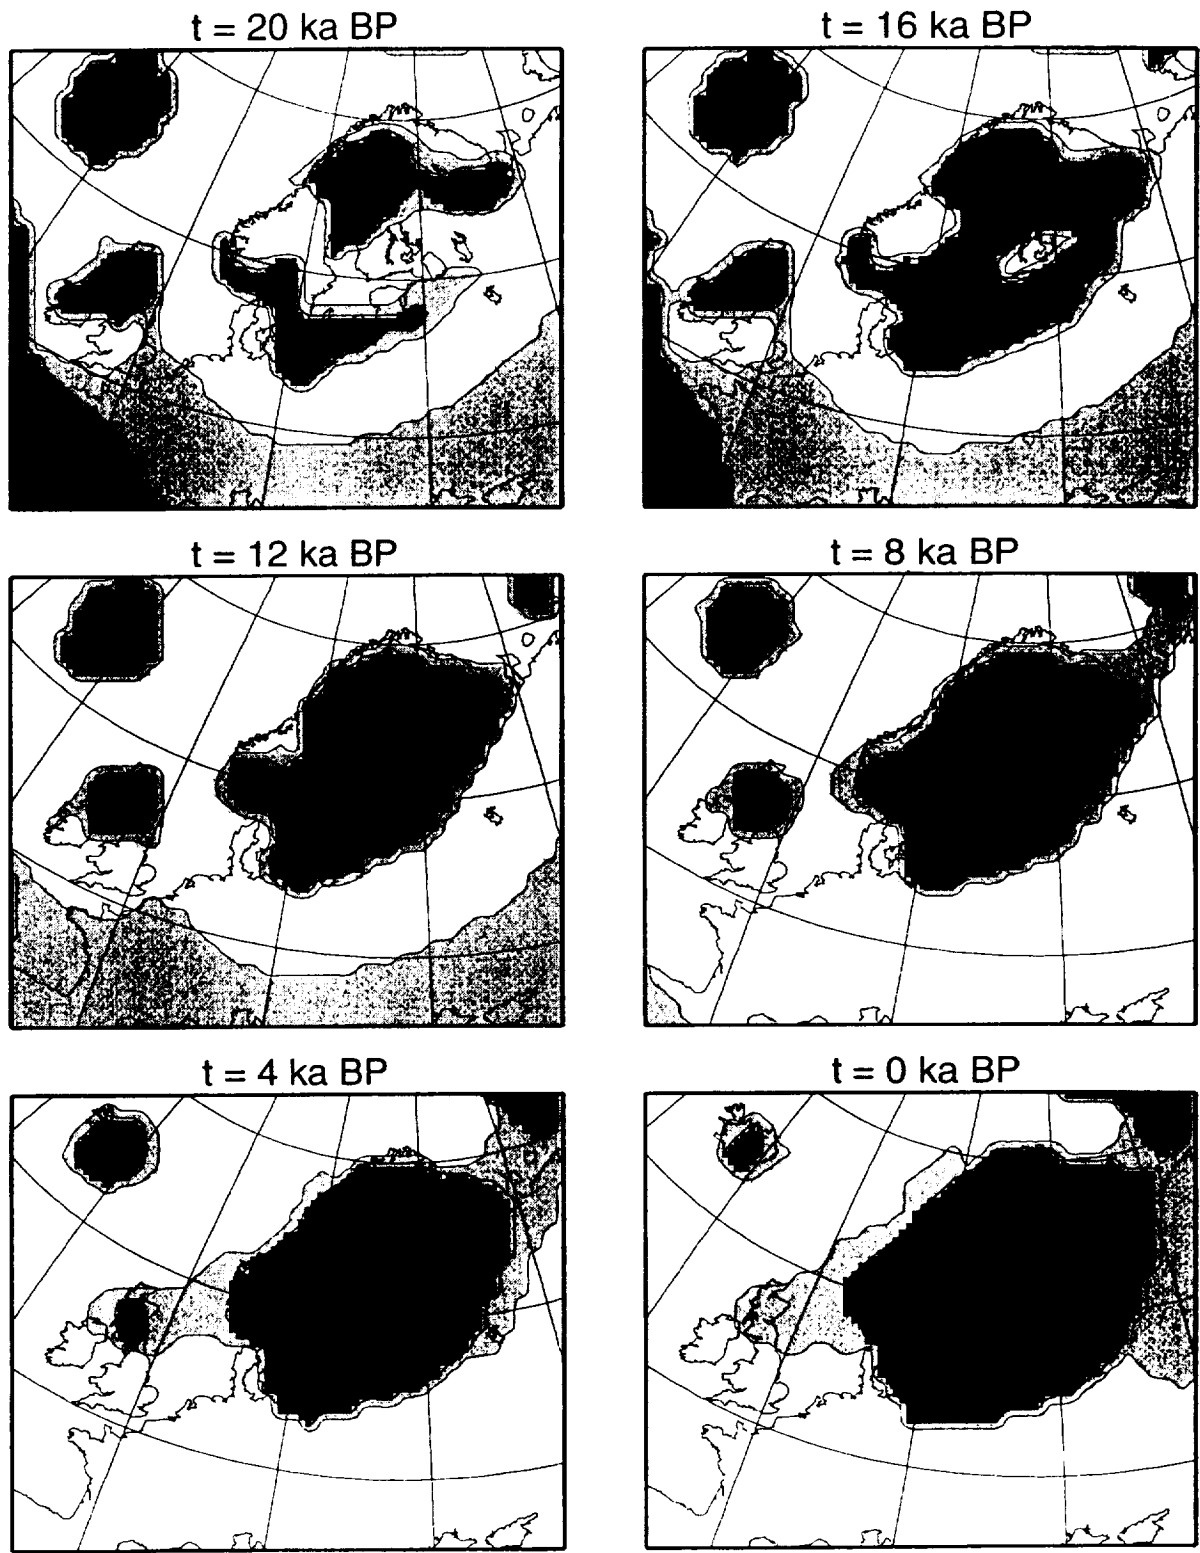 t = 20 ka BP
t = 16 ka BP
t = 12 ka BP
t = 8 ka BP
t = 4 ka BP
t = 0 ka BP